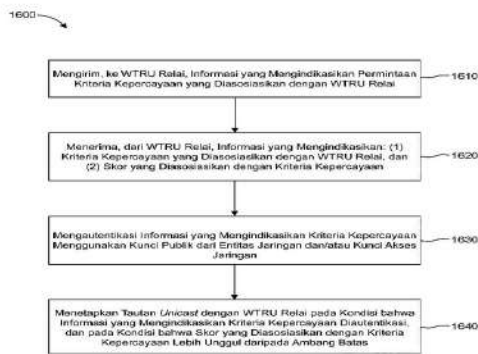 1600
Mengirim, ke WTRU Relai, Informasi yang Mengindikasikan Permintaan
Kriteria Kepercayaan yang Diasosiasikan dengan WTRU Relai
1610
Menerima, dari WTRU Relai, Informasi yang Mengindikasikan: (1)
Kriteria Kepercayaan yang Diasosiasikan dengan WTRU Relai, dan
(2) Skor yang Diasosiasikan dengan Kriteria Kepercayaan
1620
Mengautentikasi Informasi yang Mengindikasikan Kriteria Kepercayaan
Menggunakan Kunci Publik dari Entitas Jaringan dan/atau Kunci Akses
Jaringan
1630
Menetapkan Tautan Unicast dengan WTRU Relai pada Kondisi bahwa
Informasi yang Mengindikasikan Kriteria Kepercayaan Diautentikasi,
dan pada Kondisi bahwa Skor yang Diasosiasikan dengan Kriteria
Kepercayaan Lebih Unggul daripada Ambang Batas
1640